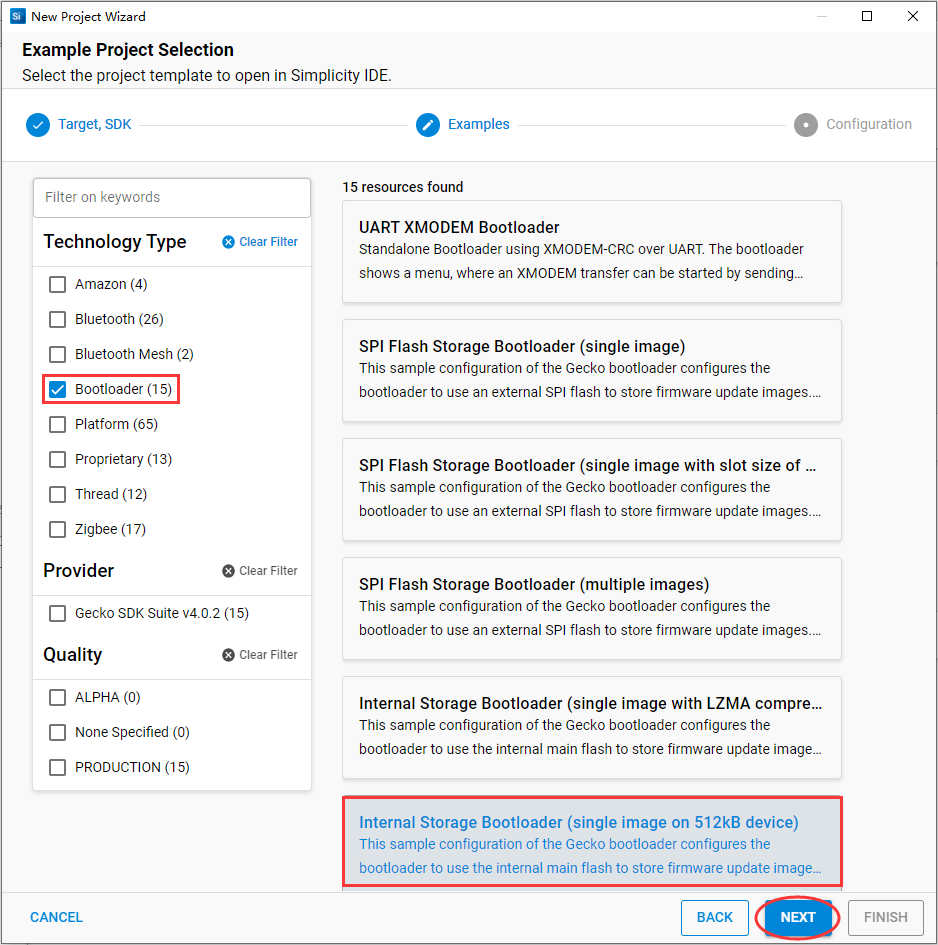 Si New Project Wizard
Example Project Selection
Select the project template to open in Simplicity IDE.
Target, SDK
Examples
Configuration
Filter on keywords
Technology Type
Clear Filter
Amazon (4)
Bluetooth (26)
Bluetooth Mesh (2)
Bootloader (15)
Platform (65)
Proprietary (13)
Thread (12)
Zigbee (17)
Provider
Clear Filter
Gecko SDK Suite v4.0.2 (15)
Quality
Clear Filter
ALPHA (0)
None Specified (0)
PRODUCTION (15)
15 resources found
UART XMODEM Bootloader
Standalone Bootloader using XMODEM-CRC over UART. The bootloader
shows a menu, where an XMODEM transfer can be started by sending...
SPI Flash Storage Bootloader (single image)
This sample configuration of the Gecko bootloader configures the
bootloader to use an external SPI flash to store firmware update images....
SPI Flash Storage Bootloader (single image with slot size of ...
This sample configuration of the Gecko bootloader configures the
bootloader to use an external SPI flash to store firmware update images....
SPI Flash Storage Bootloader (multiple images)
This sample configuration of the Gecko bootloader configures the
bootloader to use an external SPI flash to store firmware update images....
Internal Storage Bootloader (single image with LZMA compre...
This sample configuration of the Gecko bootloader configures the
bootloader to use the internal main flash to store firmware update image...
Internal Storage Bootloader (single image on 512kB device)
This sample configuration of the Gecko bootloader configures the
bootloader to use the internal main flash to store firmware update image...
CANCEL
BACK
NEXT
FINISH